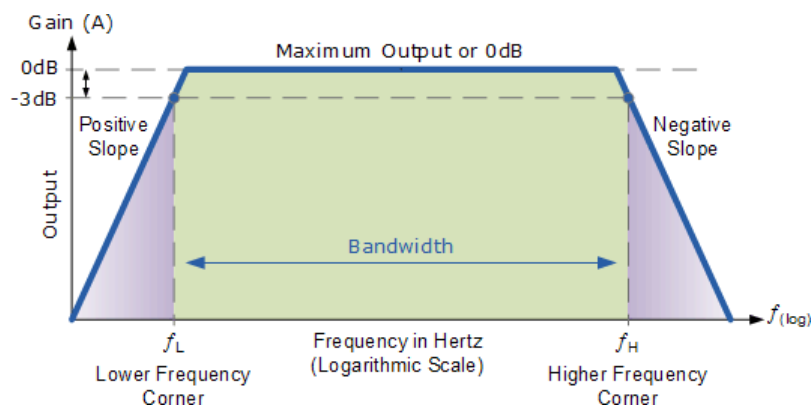 Gain (A)
Maximum Output or 0dB
0dB
-3dB
Positive
Slope
Negative
Slope
Output
Bandwidth
fL
Frequency in Hertz
(Logarithmic Scale)
fH
f(log)
Lower Frequency
Corner
Higher Frequency
Corner